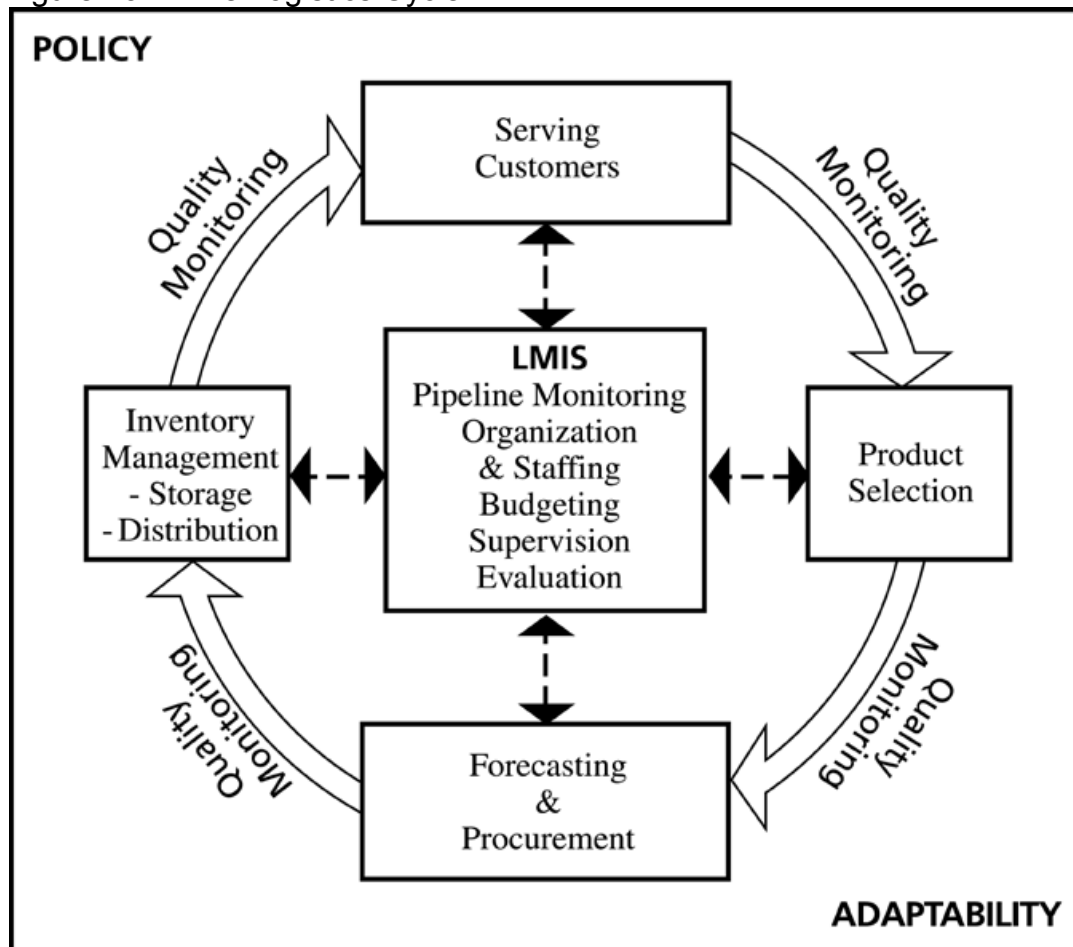 POLICY
Serving
Customers
Quality
Monitoring
Quality
Monitoring
LMIS
Pipeline Monitoring
Organization
& Staffing
Budgeting
Supervision
Evaluation
Inventory
Management
- Storage
- Distribution
Product
Selection
Quality
Monitoring
Quality
Monitoring
Forecasting
&
Procurement
ADAPTABILITY